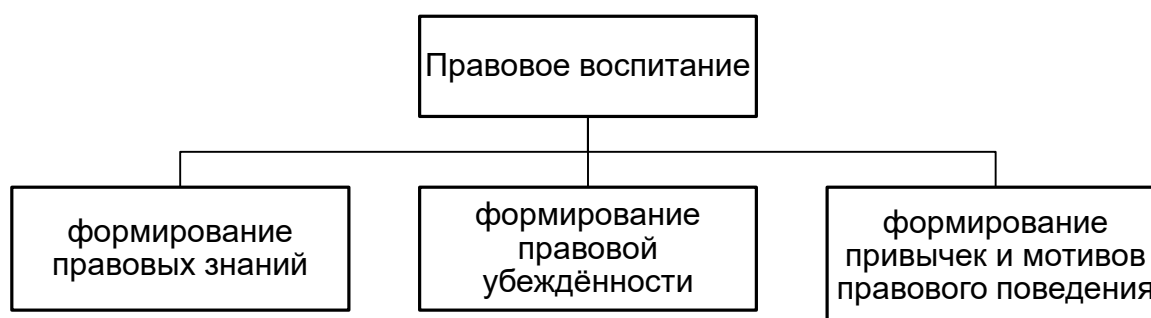 Правовое воспитание
формирование
правовых знаний
формирование
правовой
убеждённости
формирование
привычек и мотивов
правового поведения